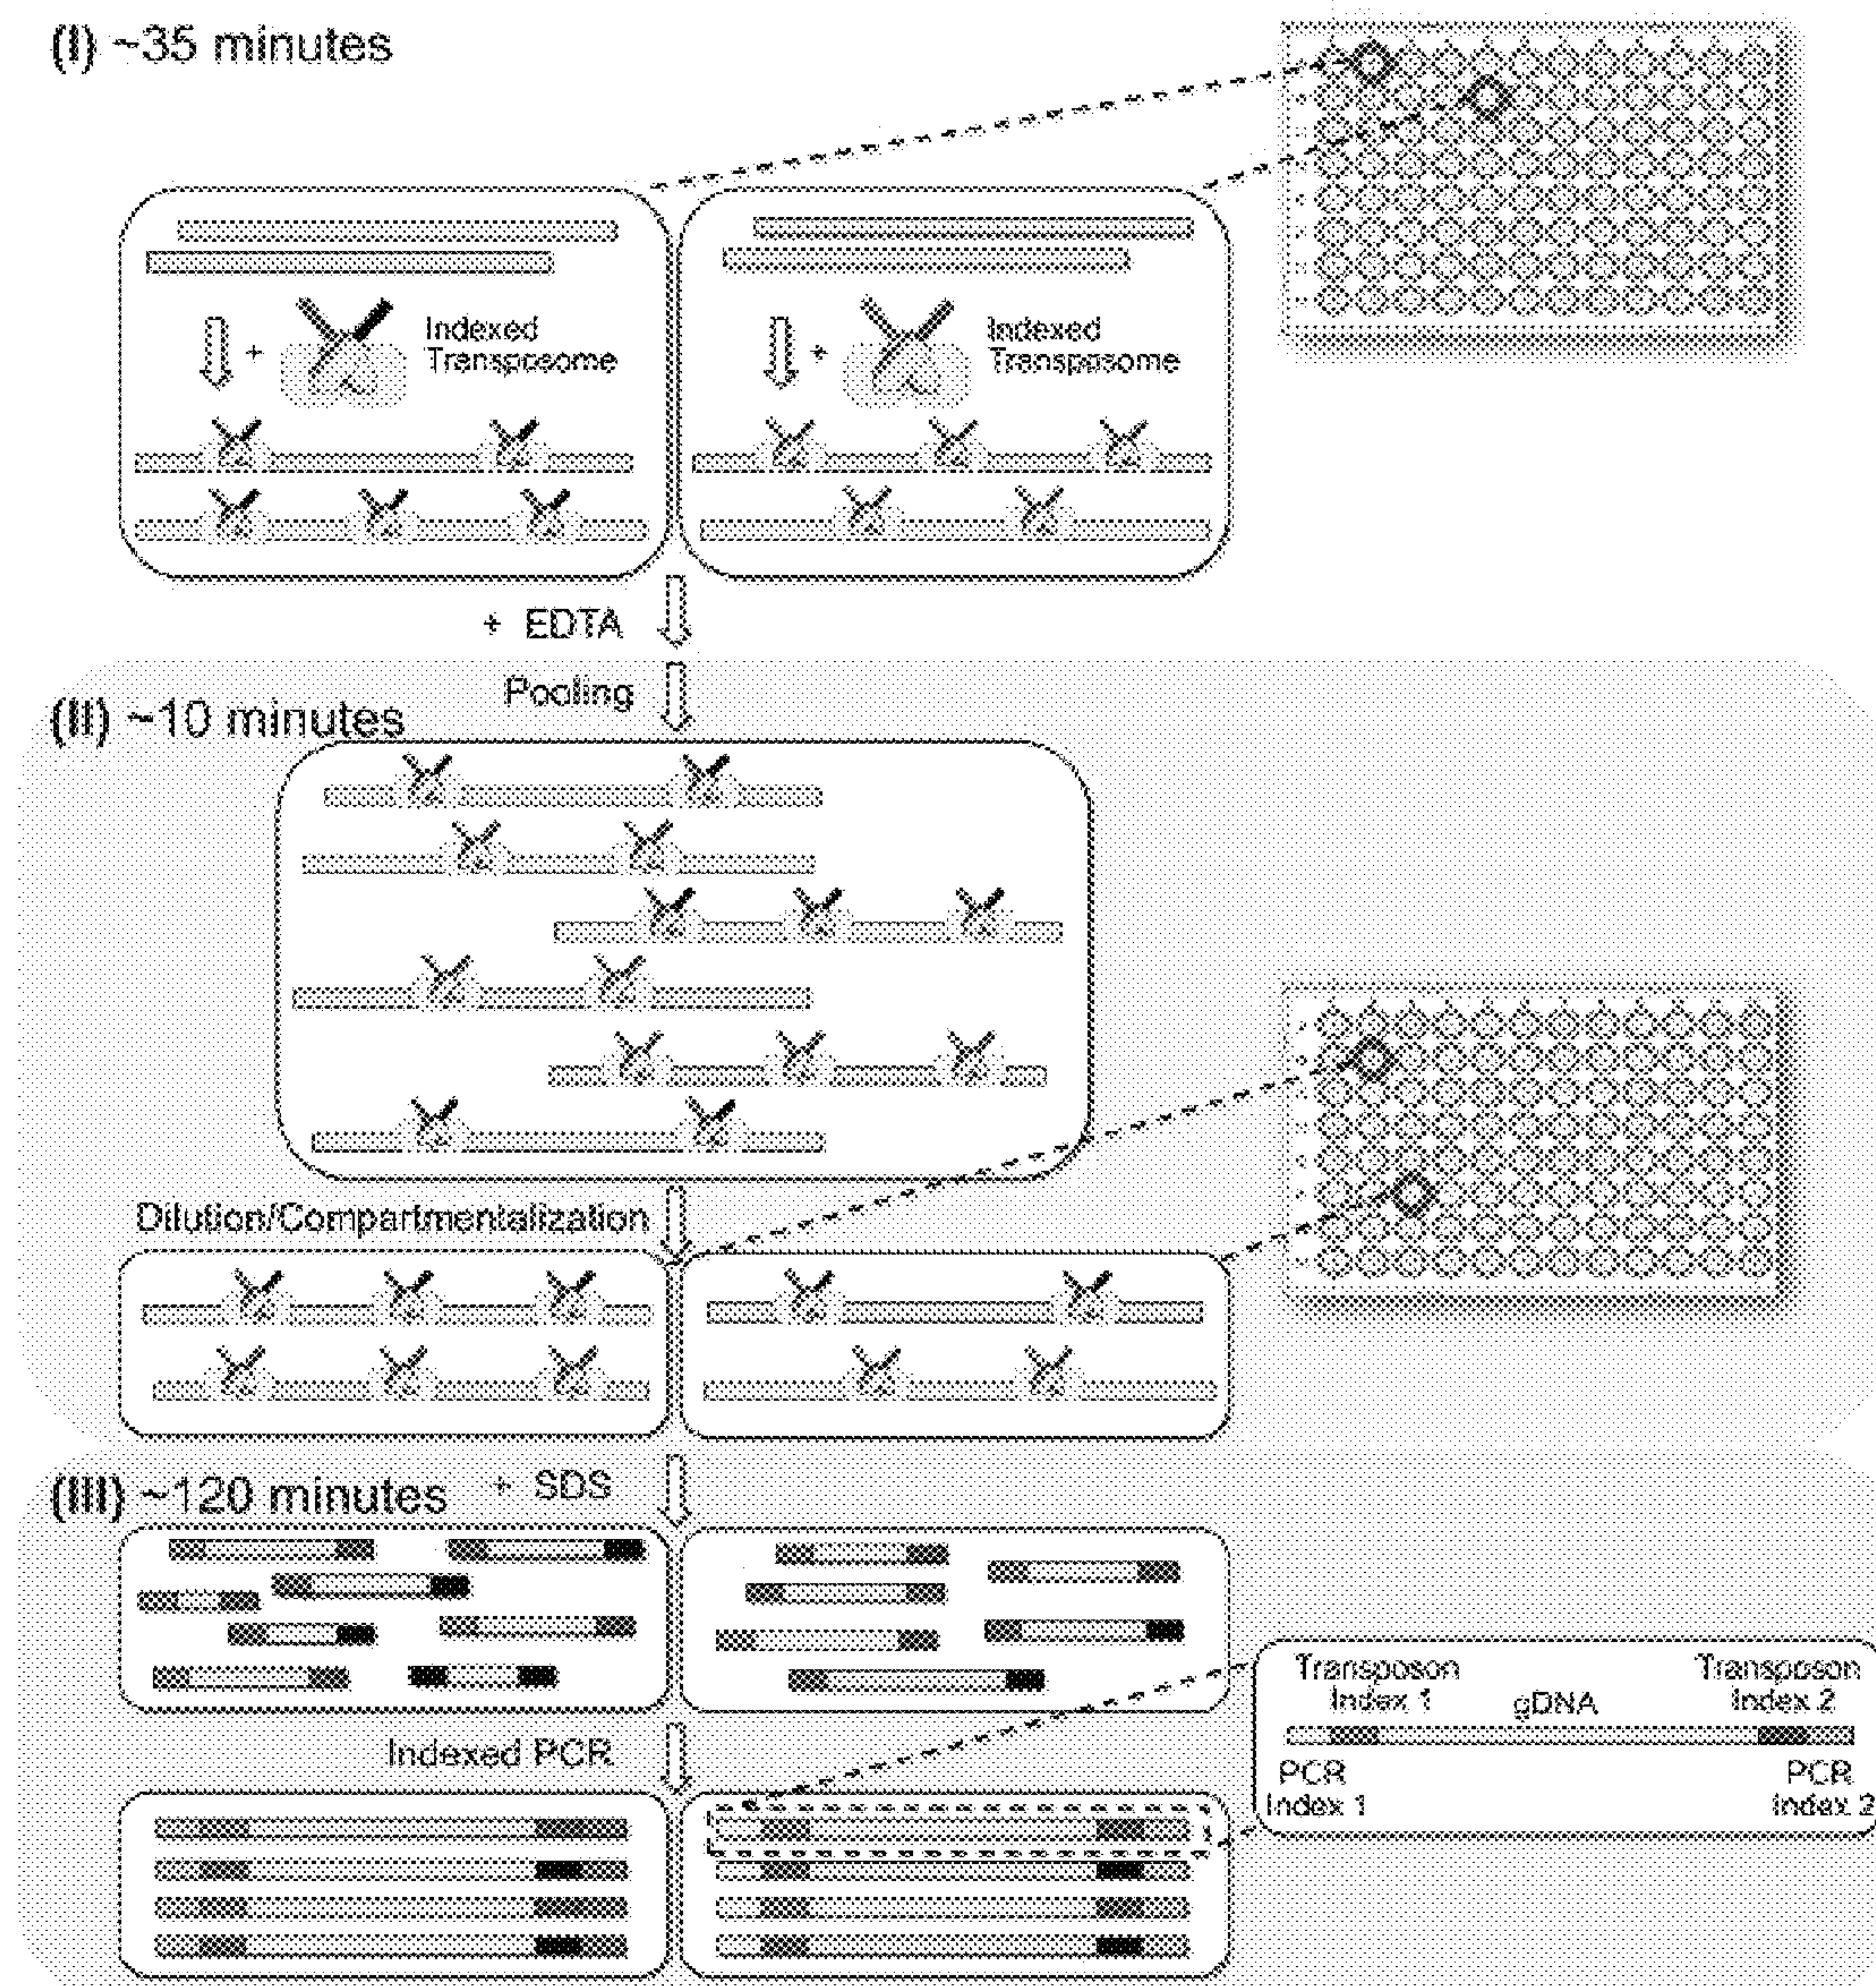 (I) ~35 minutes
Indexed
Transposome
Indexed
Transposome
+
+
+ EDTA
Pooling
(II) ~10 minutes
Dilution/Compartmentalization
(III) ~120 minutes
+ SDS
Indexed PCR
Transposon
Index 1
gDNA
Transposon
Index 2
PCR
Index 1
PCR
Index 2